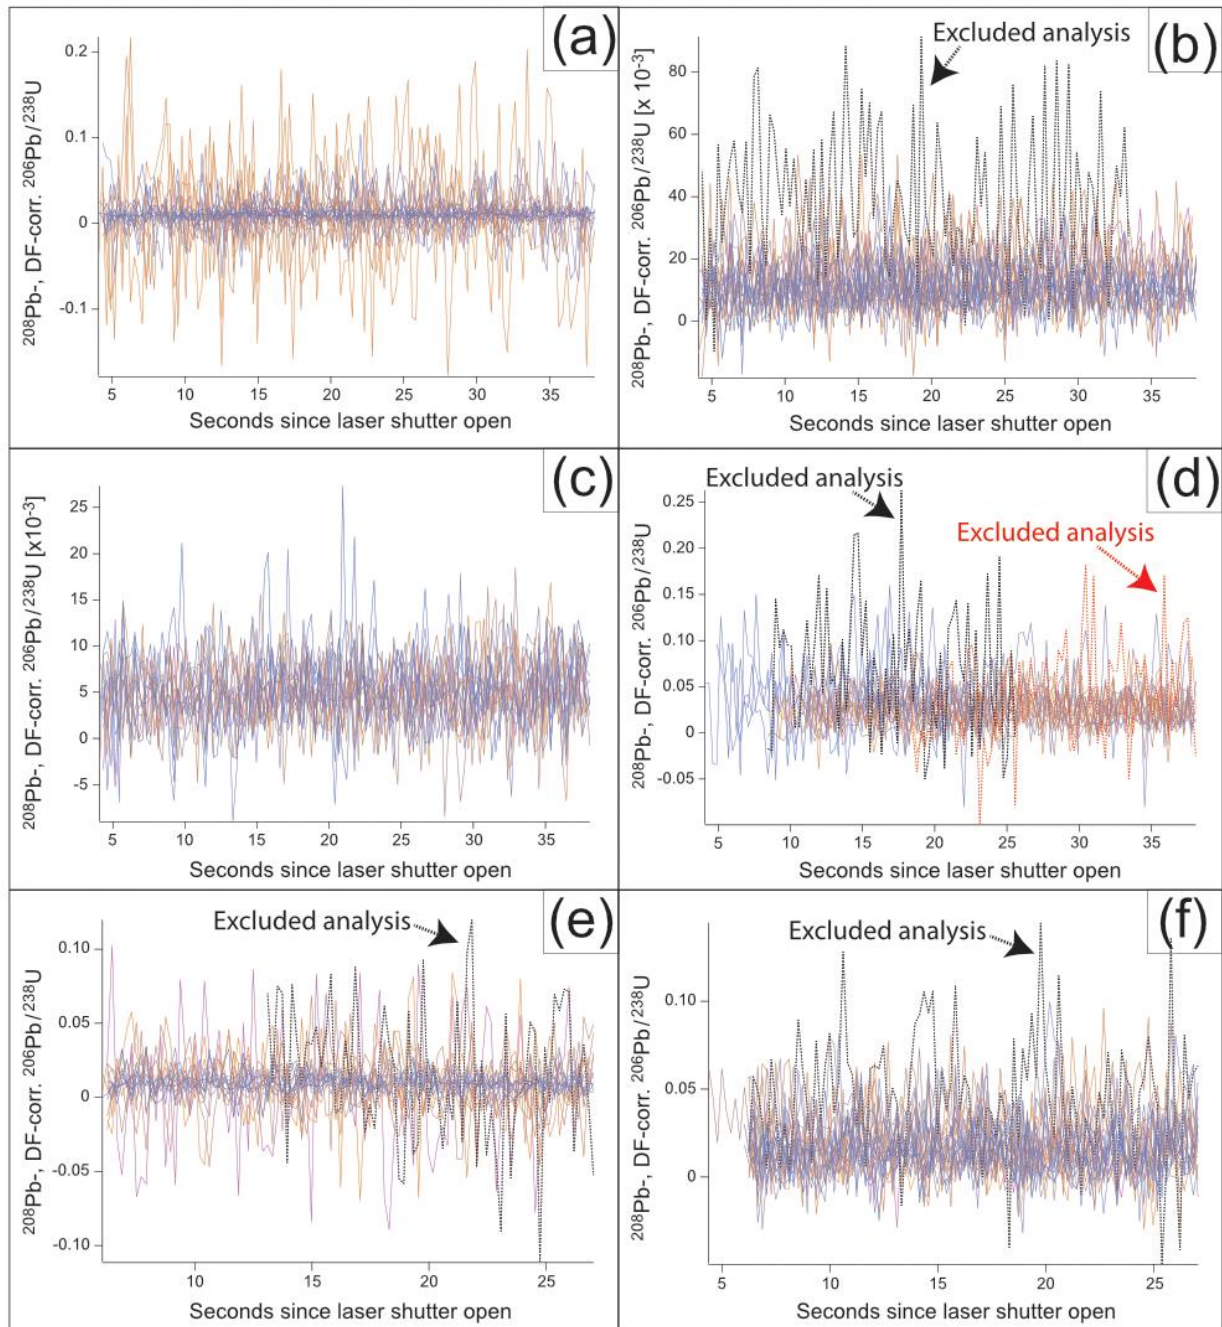 (a)
0.2
0.1
0
-0.1
²⁰⁸Pb-, DF-corr. ²⁰⁶Pb/²³⁸U
5 10 15 20 25 30 35
Seconds since laser shutter open
(b)
Excluded analysis
80
60
40
20
0
²⁰⁸Pb-, DF-corr. ²⁰⁶Pb/²³⁸U [x 10⁻³]
5 10 15 20 25 30 35
Seconds since laser shutter open
(c)
25
20
15
10
5
0
-5
²⁰⁸Pb-, DF-corr. ²⁰⁶Pb/²³⁸U [x10⁻³]
5 10 15 20 25 30 35
Seconds since laser shutter open
(d)
Excluded analysis
Excluded analysis
0.25
0.20
0.15
0.10
0.05
0
-0.05
²⁰⁸Pb-, DF-corr. ²⁰⁶Pb/²³⁸U
5 10 15 20 25 30 35
Seconds since laser shutter open
(e)
Excluded analysis
0.10
0.05
0
-0.05
-0.10
²⁰⁸Pb-, DF-corr. ²⁰⁶Pb/²³⁸U
10 15 20 25
Seconds since laser shutter open
(f)
Excluded analysis
0.10
0.05
0
²⁰⁸Pb-, DF-corr. ²⁰⁶Pb/²³⁸U
5 10 15 20 25
Seconds since laser shutter open